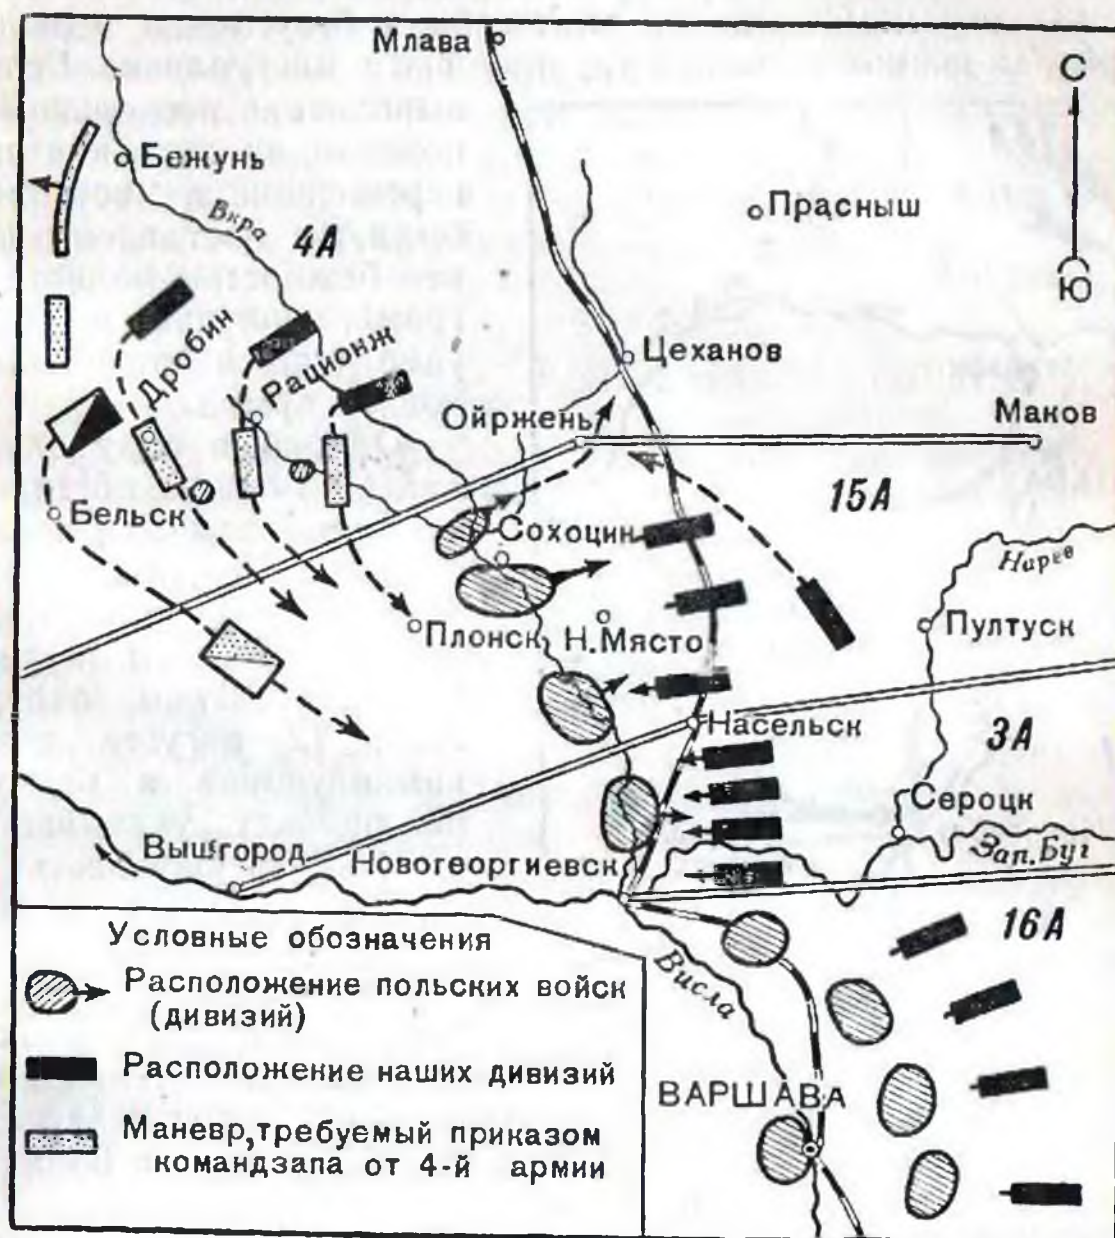 Млава
С
Ю
Бежунь
Вкра
4А
Прасныш
Дробин
Рационж
Цеханов
Ойржень
Маков
15А
Бельск
Сохоцин
Нарев
Плонск
Н.Място
Пултуск
Насельск
3А
Сероцк
Зап.Буг
Вышгород
Новогеоргиевск
16А
Висла
ВАРШАВА
Условные обозначения
Расположение польских войск
(дивизий)
Расположение наших дивизий
Маневр,требуемый приказом
командзапа от 4-й армии